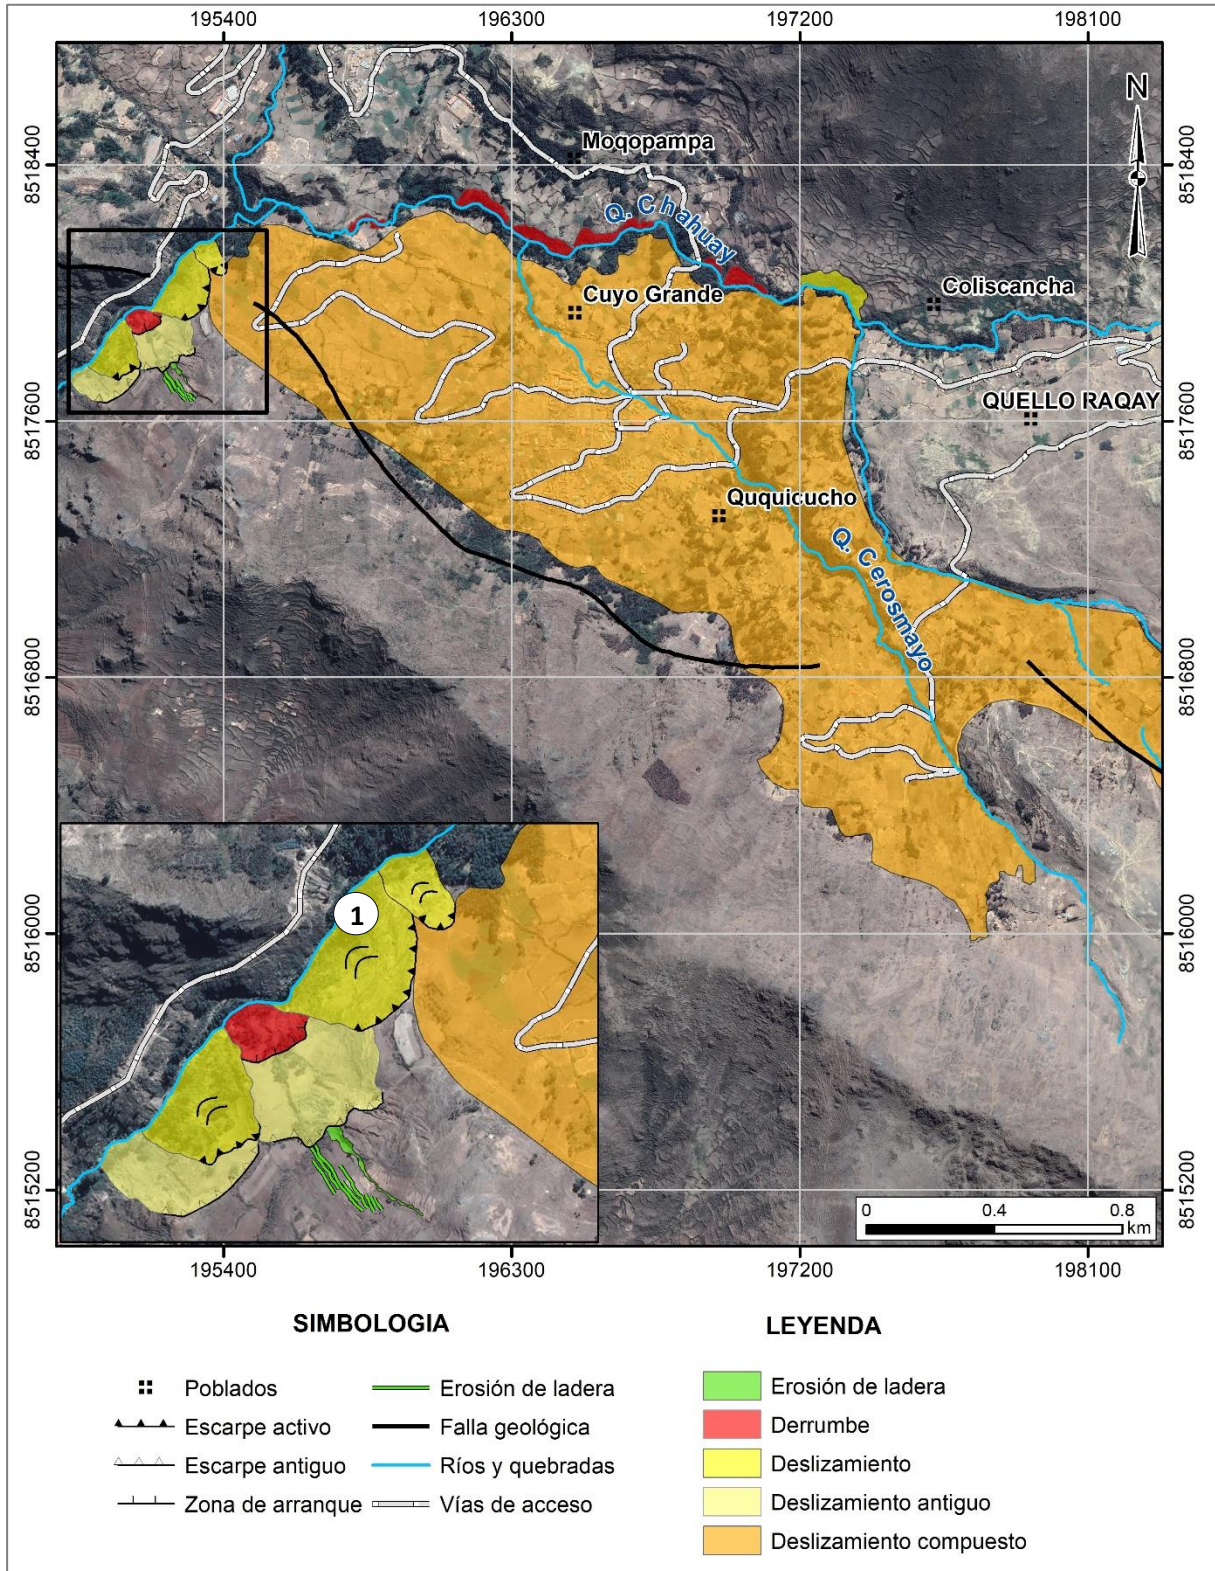 195400 196300 197200 198100
N
8518400 8518400
8517600 8517600
8516800 8516800
8516000 8516000
8515200 8515200
Moqopampa
Q. Chahuay
Coliscancha
Cuyo Grande
QUELLO RAQAY
Ququicucho
Q. Cerosmayo
1
0 0.4 0.8
km
195400 196300 197200 198100
SIMBOLOGIA
Poblados
Escarpe activo
Escarpe antiguo
Zona de arranque
Erosión de ladera
Falla geológica
Ríos y quebradas
Vías de acceso
LEYENDA
Erosión de ladera
Derrumbe
Deslizamiento
Deslizamiento antiguo
Deslizamiento compuesto